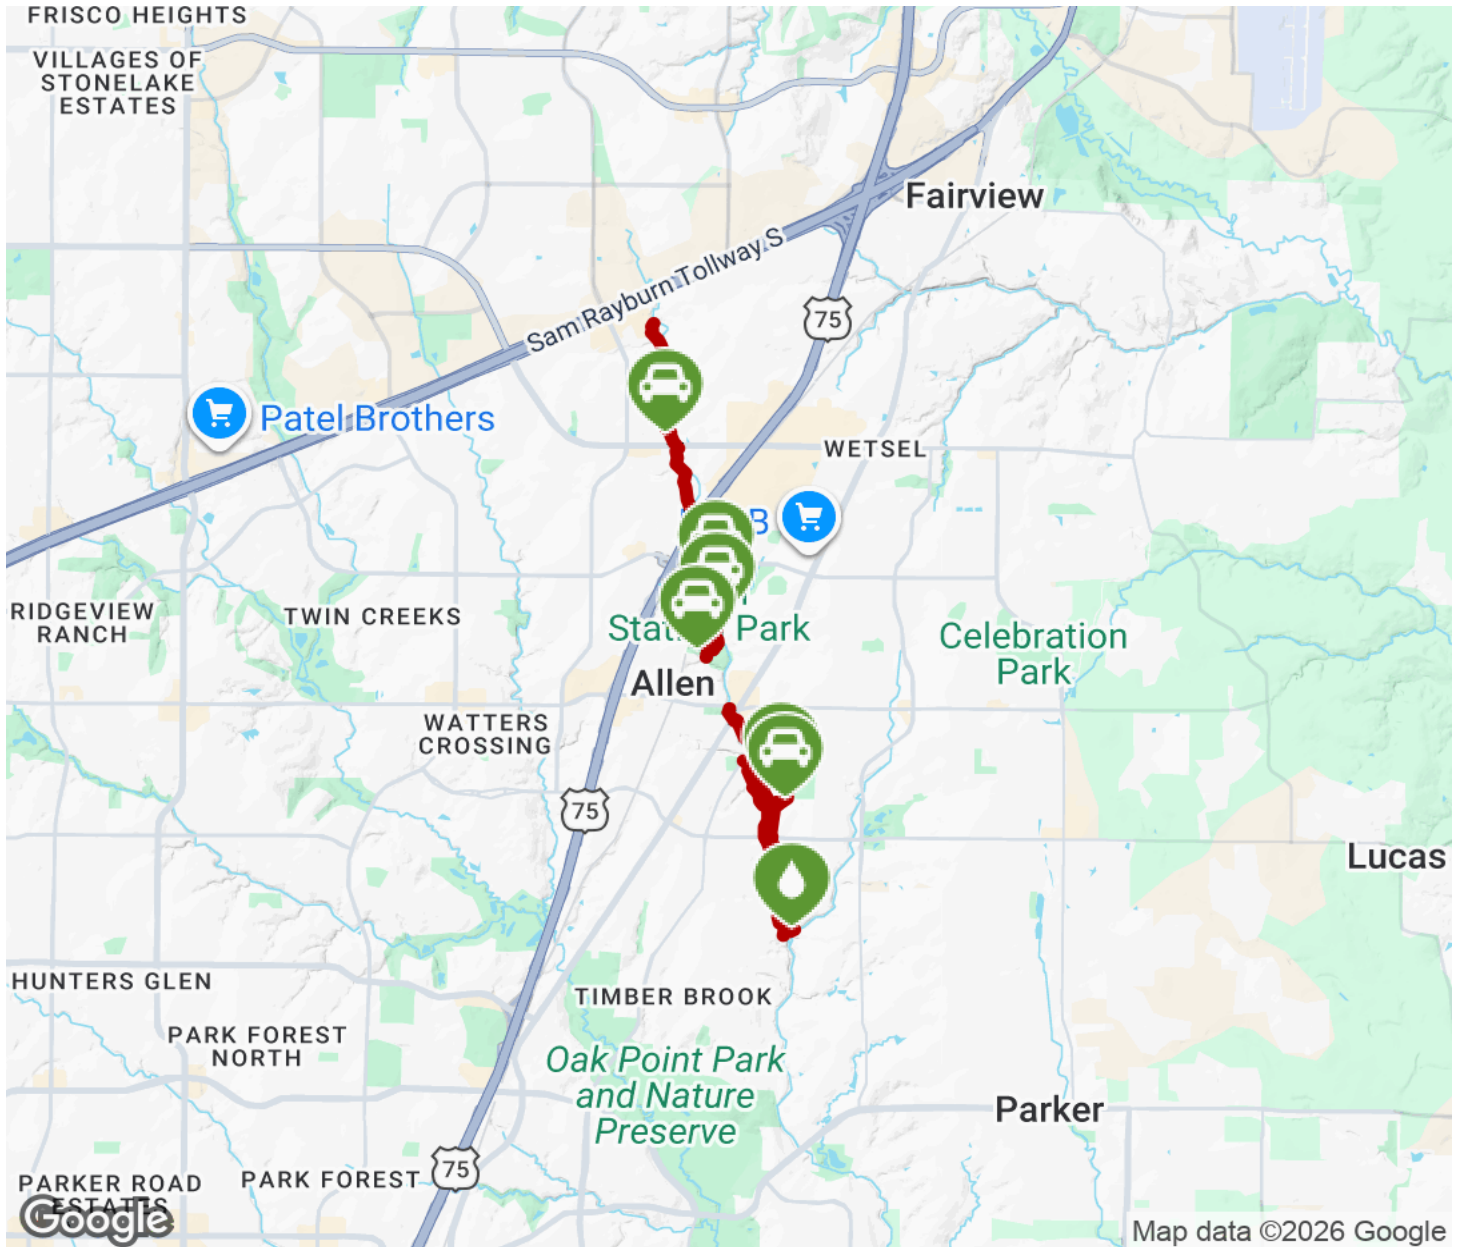 FRISCO HEIGHTS
VILLAGES OF
STONELAKE
ESTATES
Fairview
Sam Rayburn Tollway S
75
Patel Brothers
WETSEL
B
RIDGEVIEW
RANCH
TWIN CREEKS
Park
Celebration
Park
Allen
WATTERS
CROSSING
75
Lucas
HUNTERS GLEN
TIMBER BROOK
PARK FOREST
NORTH
Oak Point Park
and Nature
Preserve
Parker
75
PARK FOREST
PARKER ROAD
ESTATES
Google
Map data ©2026 Google